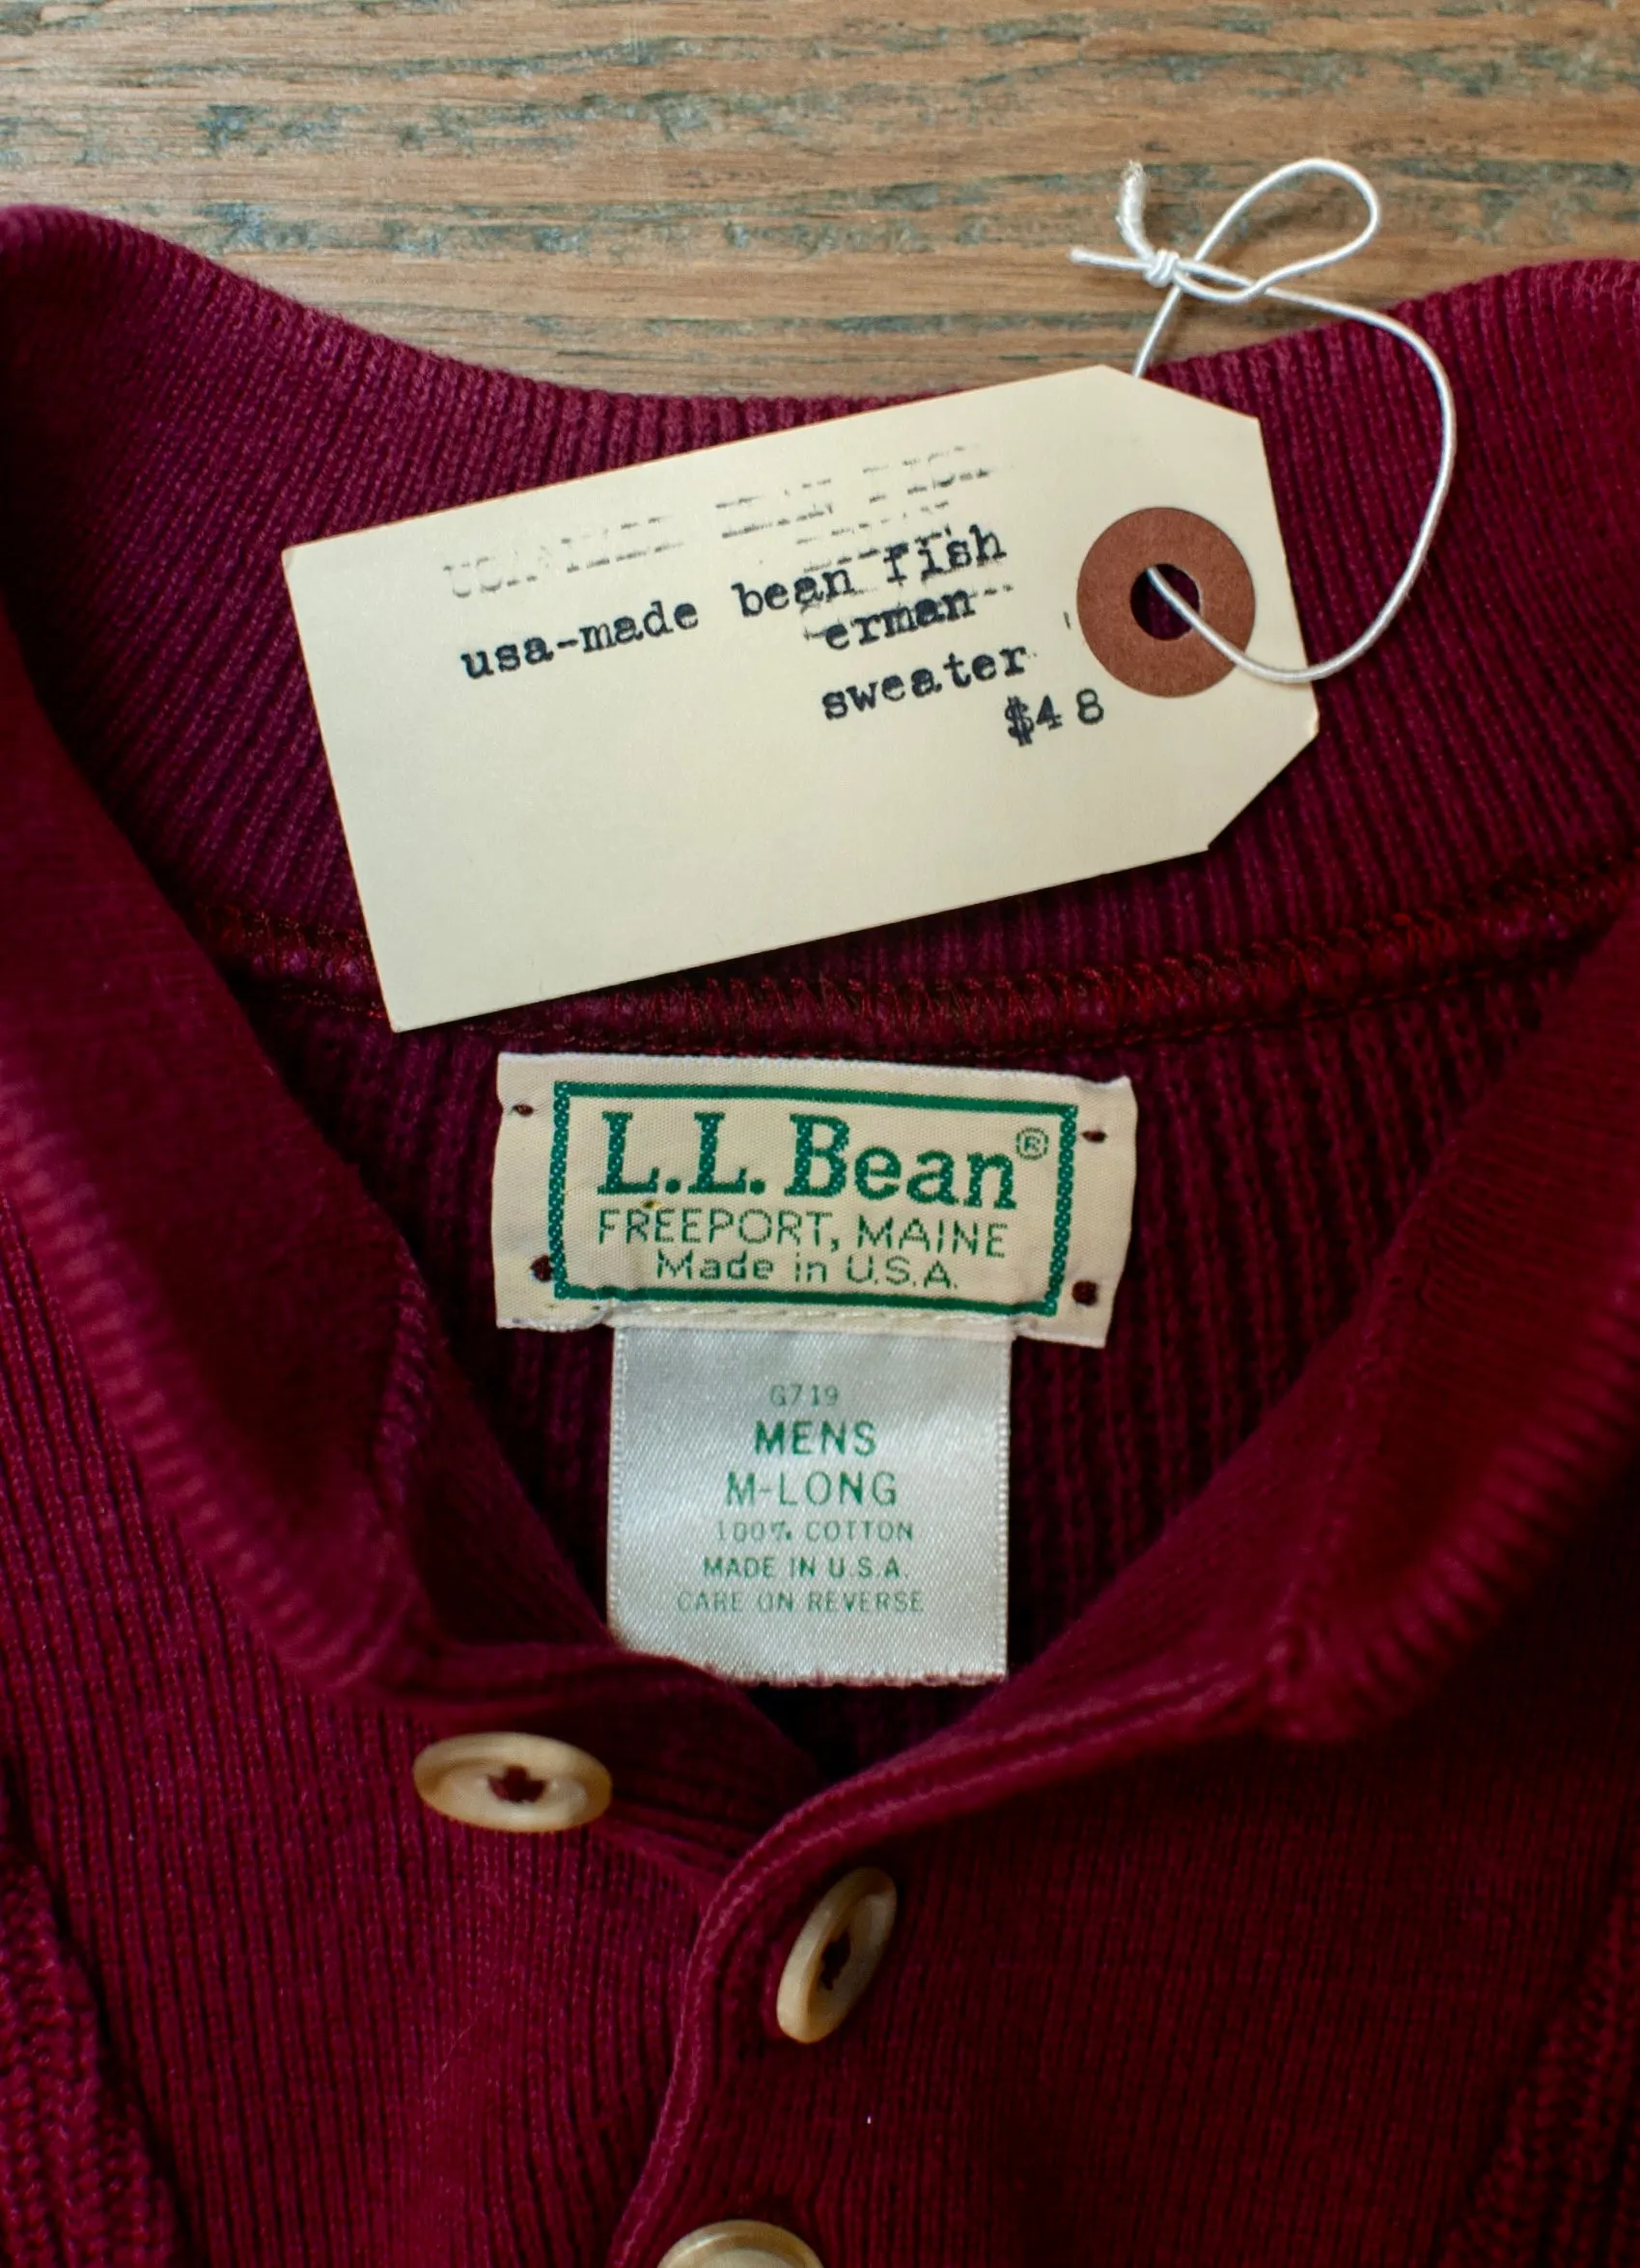 usa-made bean fish
erman
sweater
$48
L.L.Bean®
FREEPORT, MAINE
Made in U.S.A.
G719
MENS
M-LONG
100% COTTON
MADE IN U.S.A.
CARE ON REVERSE